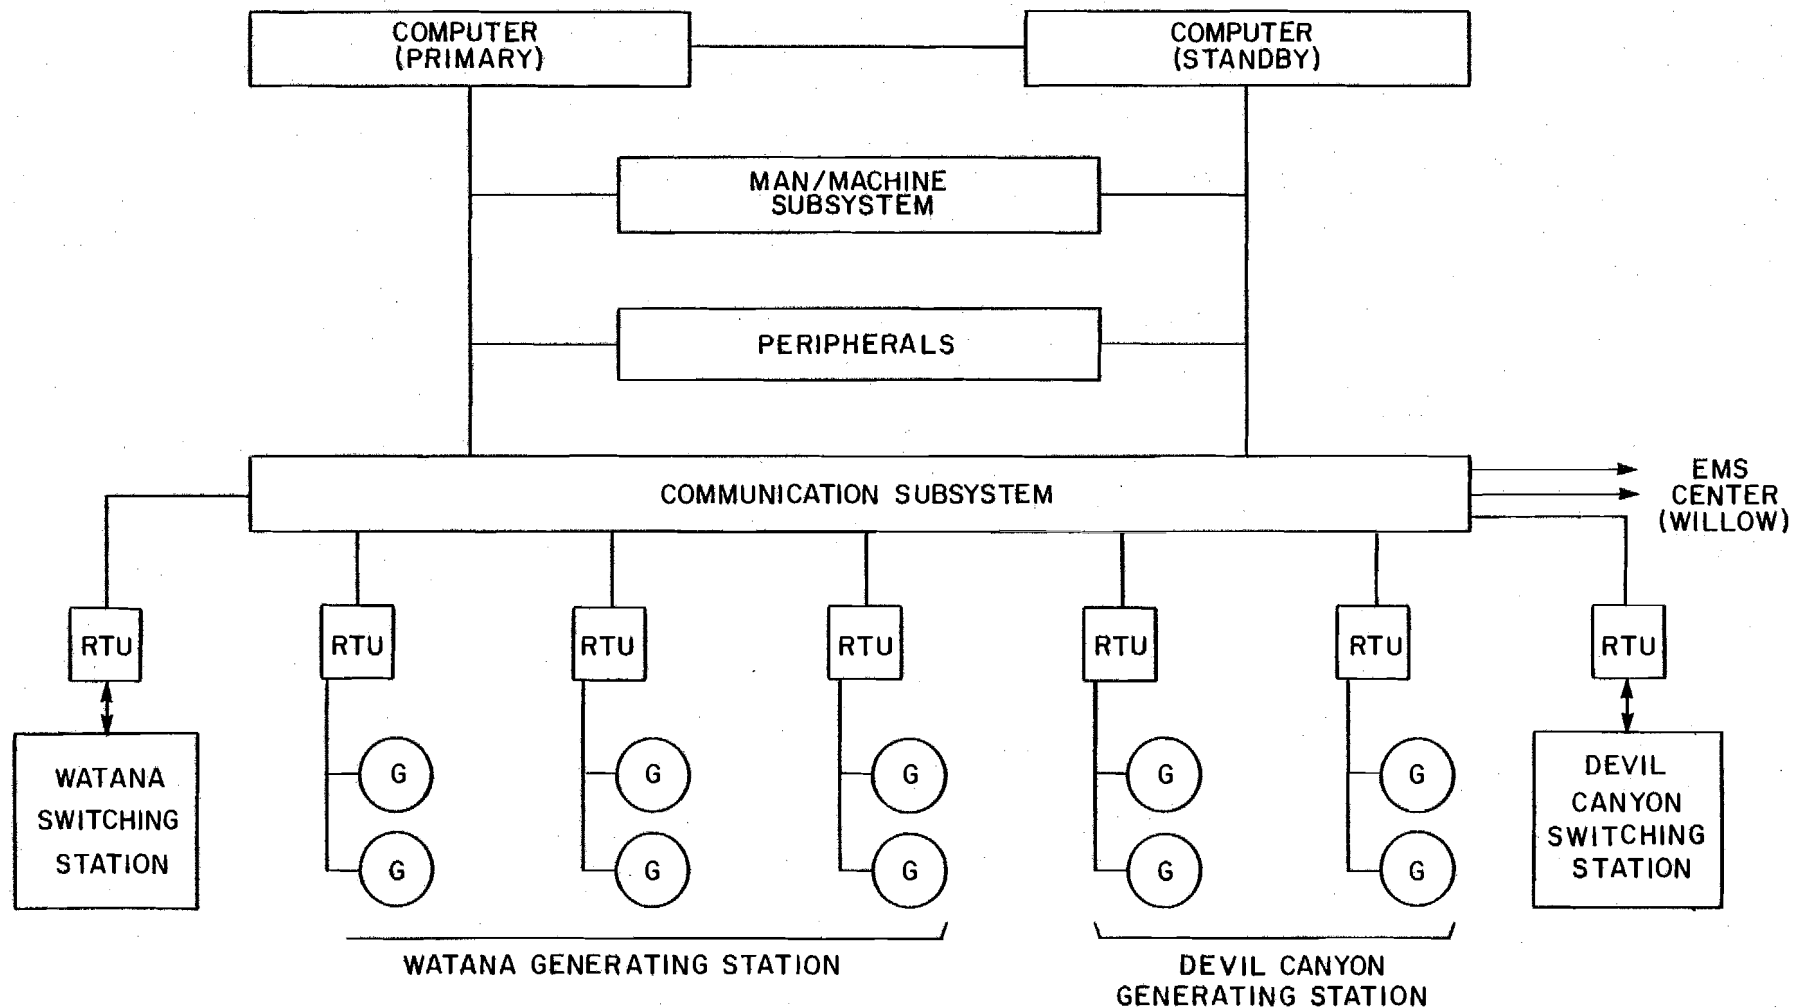 COMPUTER
(PRIMARY)
COMPUTER
(STANDBY)
MAN/MACHINE
SUBSYSTEM
PERIPHERALS
COMMUNICATION SUBSYSTEM
EMS
CENTER
(WILLOW)
RTU
RTU
RTU
RTU
RTU
RTU
RTU
WATANA
SWITCHING
STATION
G
G
G
G
G
G
G
G
G
G
DEVIL
CANYON
SWITCHING
STATION
WATANA GENERATING STATION
DEVIL CANYON
GENERATING STATION